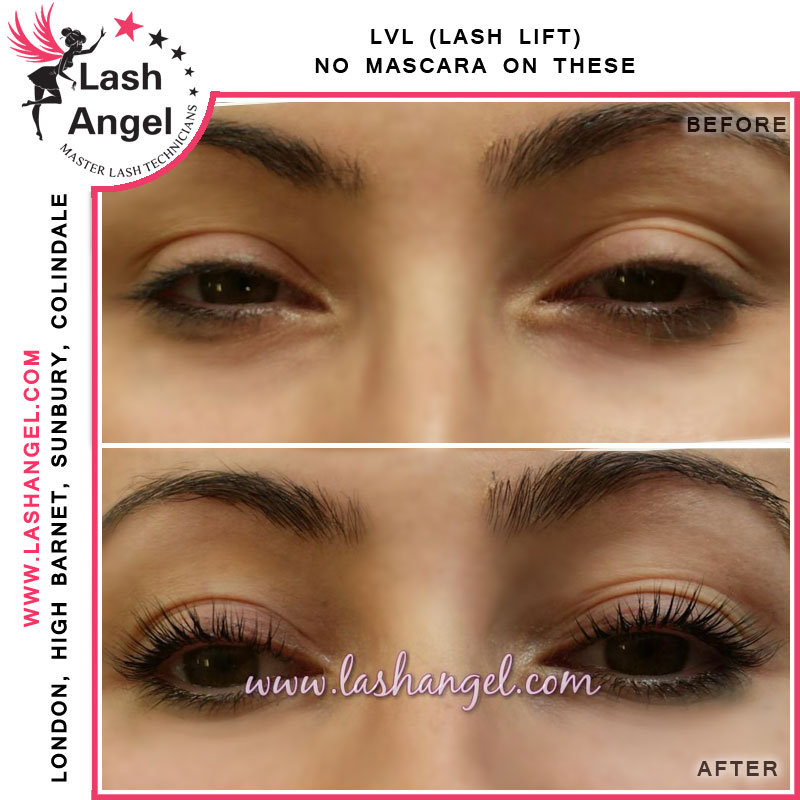 Lash
Angel
MASTER LASH TECHNICIANS
LVL (LASH LIFT)
NO MASCARA ON THESE
BEFORE
WWW.LASHANGEL.COM
LONDON, HIGH BARNET, SUNBURY, COLINDALE
www.lashangel.com
AFTER